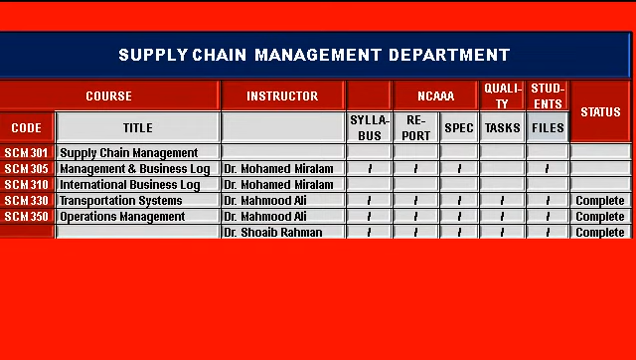 SUPPLY CHAIN MANAGEMENT DEPARTMENT
COURSE INSTRUCTOR NCAAA QUALI-TY STUD-ENTS STATUS
CODE TITLE SYLLA-BUS RE-PORT SPEC TASKS FILES
SCM 301 Supply Chain Management
SCM 305 Management & Business Log Dr. Mohamed Miralam / / / /
SCM 310 International Business Log Dr. Mohamed Miralam
SCM 330 Transportation Systems Dr. Mahmood Ali / / / / / Complete
SCM 350 Operations Management Dr. Mahmood Ali / / / / / Complete
Dr. Shoaib Rahman / / / / / Complete